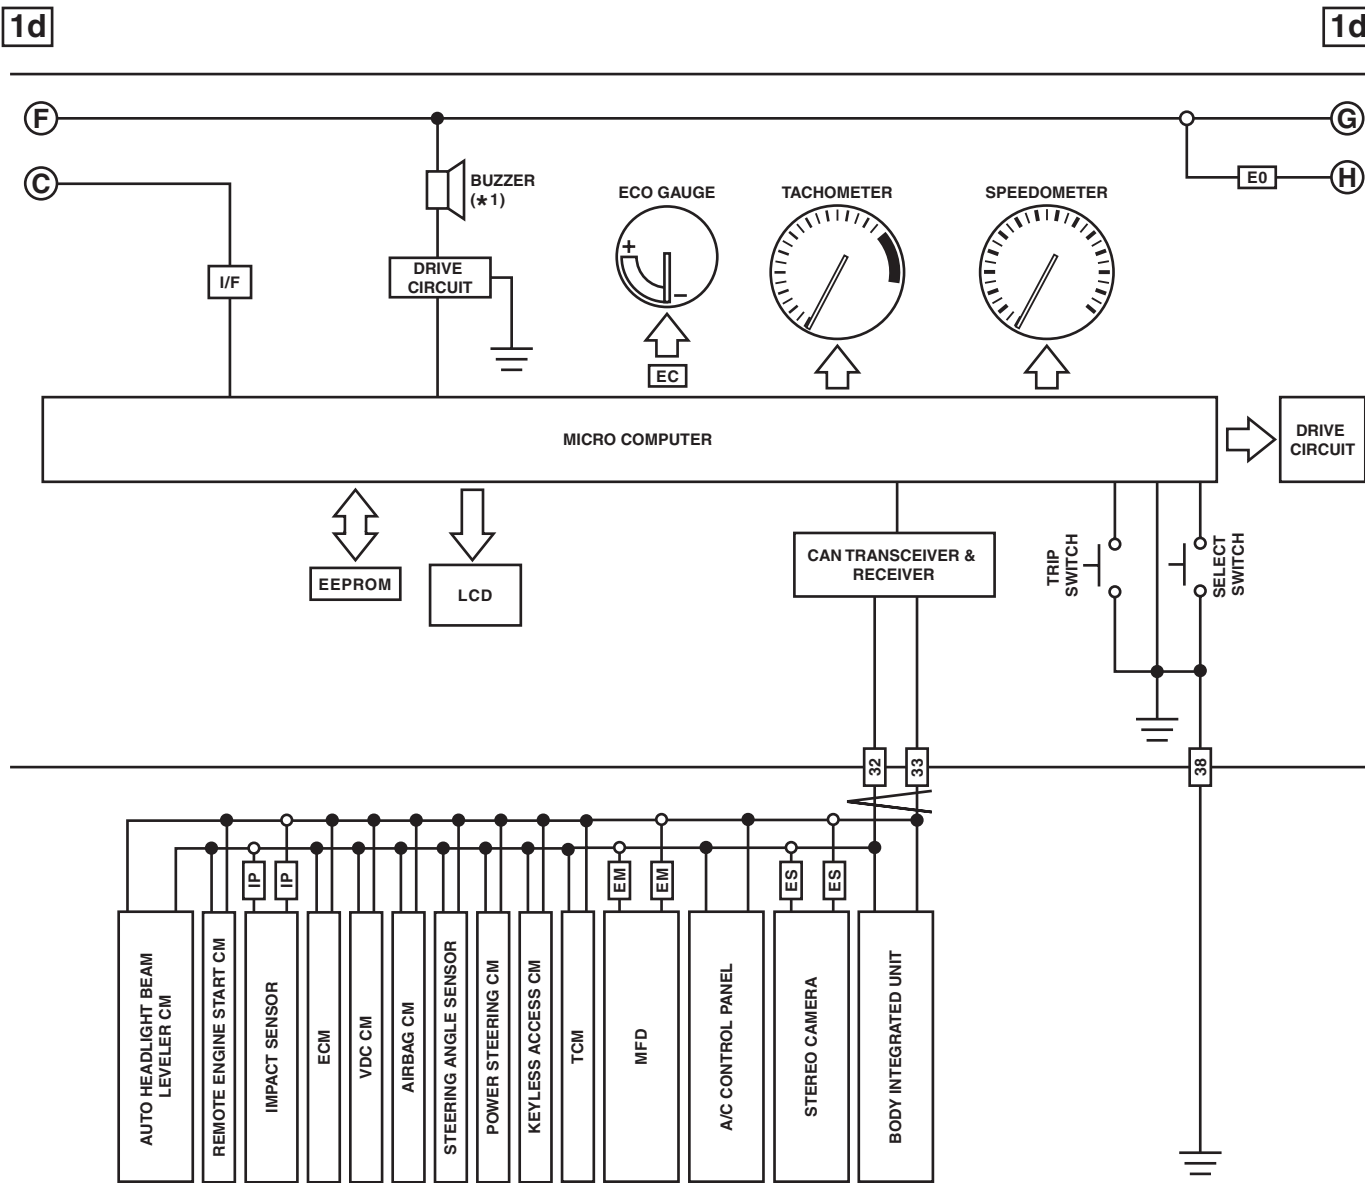 1d
1d
F
G
C
BUZZER
(*1)
E0
H
ECO GAUGE
TACHOMETER
SPEEDOMETER
+
−
I/F
DRIVE
CIRCUIT
EC
MICRO COMPUTER
DRIVE
CIRCUIT
EEPROM
LCD
CAN TRANSCEIVER &
RECEIVER
TRIP
SWITCH
SELECT
SWITCH
32
33
38
IP
IP
EM
EM
ES
ES
AUTO HEADLIGHT BEAM
LEVELER CM
REMOTE ENGINE START CM
IMPACT SENSOR
ECM
VDC CM
AIRBAG CM
STEERING ANGLE SENSOR
POWER STEERING CM
KEYLESS ACCESS CM
TCM
MFD
A/C CONTROL PANEL
STEREO CAMERA
BODY INTEGRATED UNIT